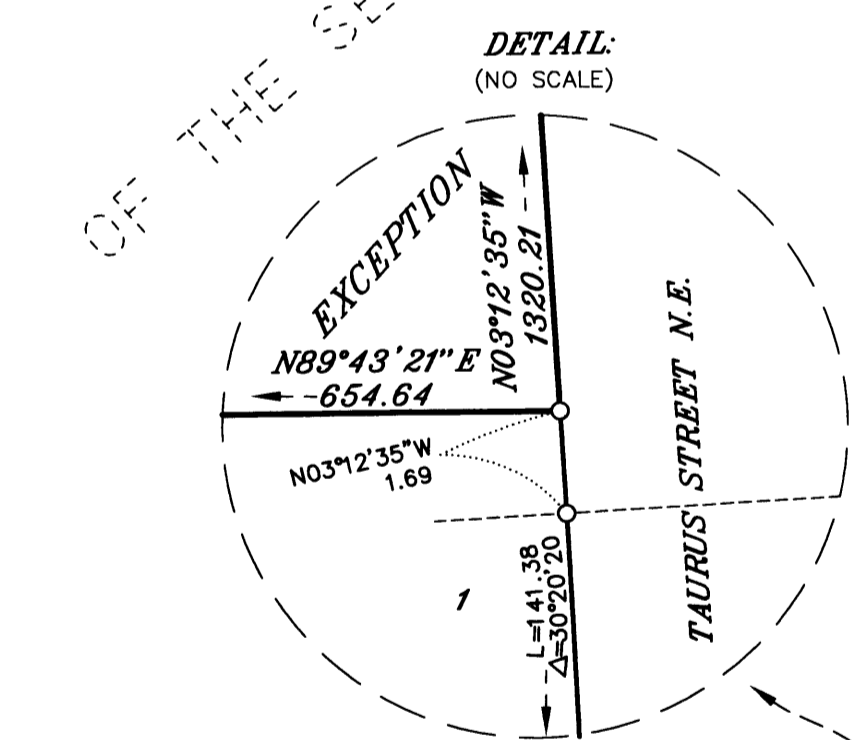 OF THE SE
DETAIL:
(NO SCALE)
EXCEPTION
N03°12'35"W
1320.21
N89°43'21"E
654.64
N03°12'35"W
1.69
TAURUS STREET N.E.
1
L=141.38
Δ=30°20'20